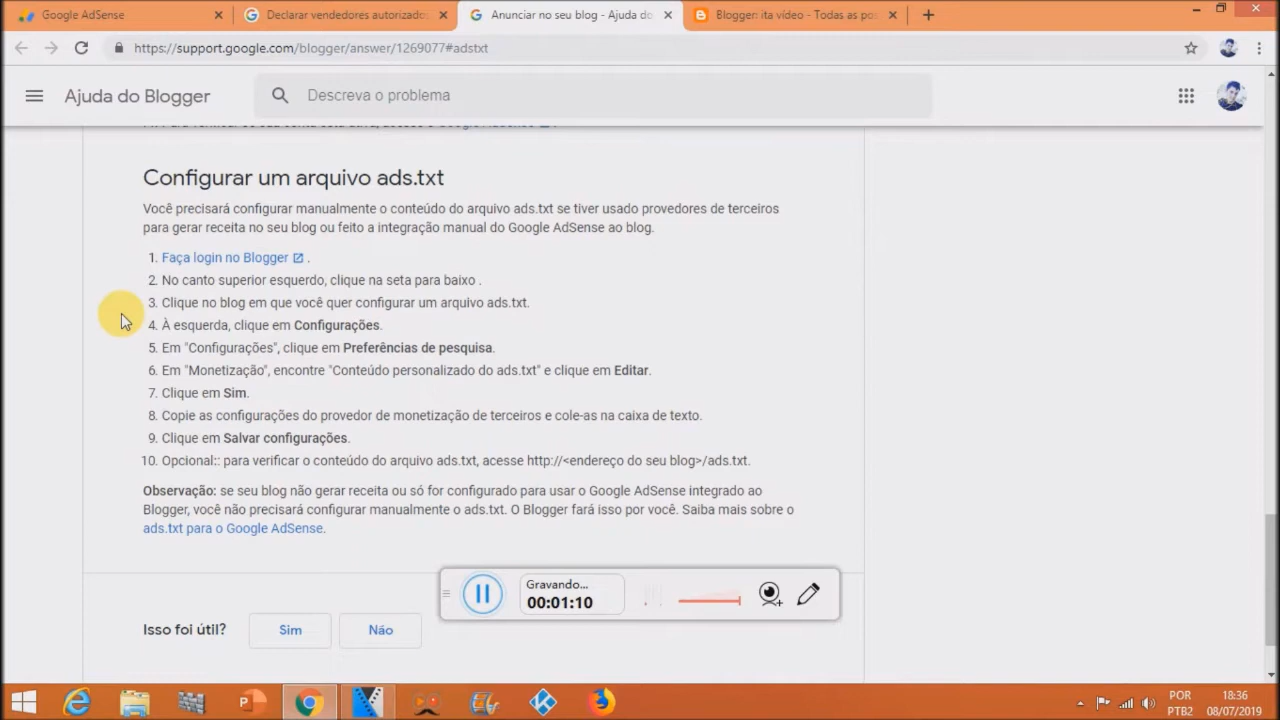 Google AdSense
Declarar vendedores autorizados
Anunciar no seu blog - Ajuda do
Blogger: ita vídeo - Todas as pos
https://support.google.com/blogger/answer/1269077#adstxt
Ajuda do Blogger
Descreva o problema
Configurar um arquivo ads.txt
Você precisará configurar manualmente o conteúdo do arquivo ads.txt se tiver usado provedores de terceiros
para gerar receita no seu blog ou feito a integração manual do Google AdSense ao blog.
1. Faça login no Blogger .
2. No canto superior esquerdo, clique na seta para baixo .
3. Clique no blog em que você quer configurar um arquivo ads.txt.
4. À esquerda, clique em Configurações.
5. Em "Configurações", clique em Preferências de pesquisa.
6. Em "Monetização", encontre "Conteúdo personalizado do ads.txt" e clique em Editar.
7. Clique em Sim.
8. Copie as configurações do provedor de monetização de terceiros e cole-as na caixa de texto.
9. Clique em Salvar configurações.
10. Opcional:: para verificar o conteúdo do arquivo ads.txt, acesse http://<endereço do seu blog>/ads.txt.
Observação: se seu blog não gerar receita ou só for configurado para usar o Google AdSense integrado ao
Blogger, você não precisará configurar manualmente o ads.txt. O Blogger fará isso por você. Saiba mais sobre o
ads.txt para o Google AdSense.
Gravando...
00:01:10
Isso foi útil?
Sim
Não
POR
PTB2
18:36
08/07/2019